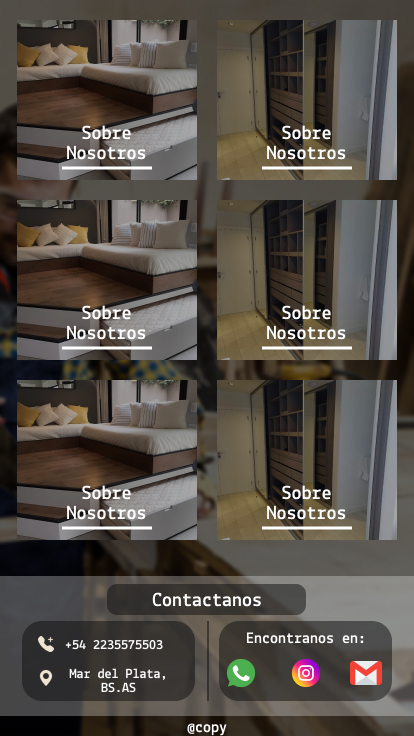 Sobre
Nosotros
Sobre
Nosotros
Sobre
Nosotros
Sobre
Nosotros
Sobre
Nosotros
Sobre
Nosotros
Contactanos
+54 2235575503
Mar del Plata,
BS.AS
Encontranos en:
@copy